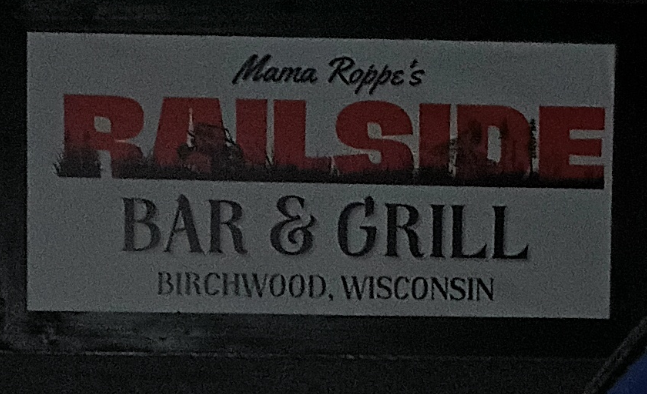 Mama Roppe's
RAILSIDE
BAR & GRILL
BIRCHWOOD, WISCONSIN